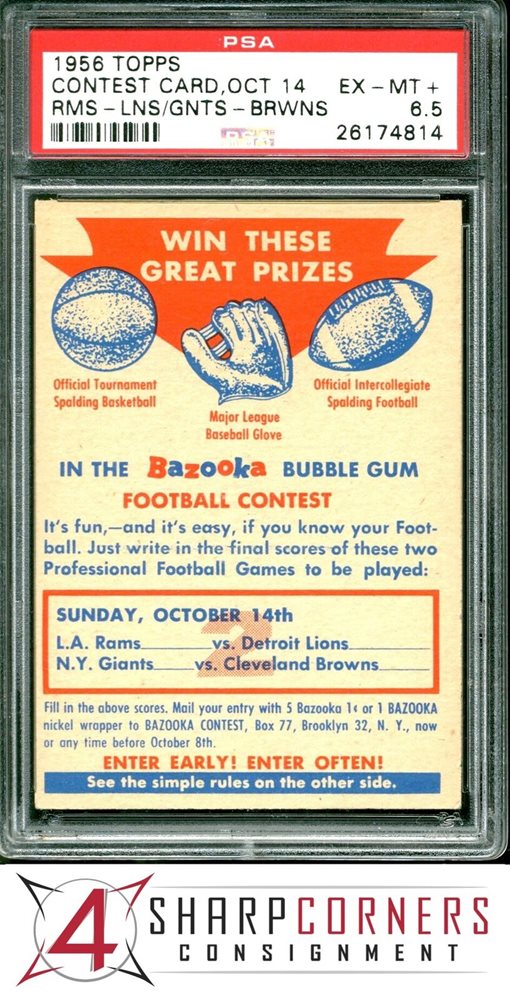 PSA
1956 TOPPS
CONTEST CARD,OCT 14 EX-MT+
RMS-LNS/GNTS-BRWNS 6.5
26174814
WIN THESE
GREAT PRIZES
Official Tournament
Spalding Basketball
Major League
Baseball Glove
Official Intercollegiate
Spalding Football
IN THE Bazooka BUBBLE GUM
FOOTBALL CONTEST
It's fun,—and it's easy, if you know your Foot-
ball. Just write in the final scores of these two
Professional Football Games to be played:
2
SUNDAY, OCTOBER 14th
L.A. Rams______vs. Detroit Lions______
N.Y. Giants______vs. Cleveland Browns______
Fill in the above scores. Mail your entry with 5 Bazooka 1¢ or 1 BAZOOKA
nickel wrapper to BAZOOKA CONTEST, Box 77, Brooklyn 32, N. Y., now
or any time before October 8th.
ENTER EARLY! ENTER OFTEN!
See the simple rules on the other side.
4 SHARPCORNERS
CONSIGNMENT